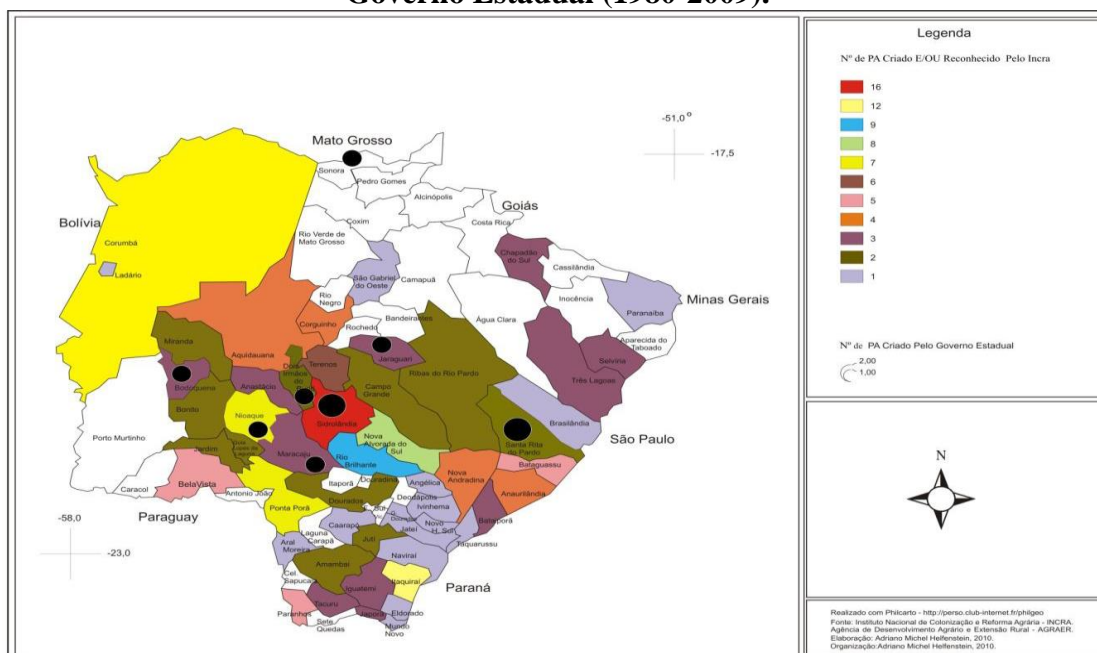 Governo Estadual (1980-2009).
Legenda
Nº de PA Criado E/OU Reconhecido Pelo Incra
16
12
9
8
7
6
5
4
3
2
1
Nº de PA Criado Pelo Governo Estadual
2,00
1,00
N
Realizado com Philcarto - http://perso.club-internet.fr/philgeo
Fonte: Instituto Nacional de Colonização e Reforma Agrária - INCRA.
Agência de Desenvolvimento Agrário e Extensão Rural - AGRAER.
Elaboração: Adriano Michel Helfenstein, 2010.
Organização:Adriano Michel Helfenstein, 2010.
-51,0 º
-17,5
Mato Grosso
Sonora
Pedro Gomes
Alcinópolis
Goiás
Bolívia
Coxim
Costa Rica
Corumbá
Rio Verde de
Mato Grosso
Chapadão
do Sul
Cassilândia
Ladário
São Gabriel
do Oeste
Camapuã
Minas Gerais
Rio
Negro
Inocência
Paranaíba
Corguinho
Bandeirantes
Água Clara
Rochedo
Aparecida do
Taboado
Miranda
Aquidauana
Jaraguari
Selvíria
Dois
Irmãos do
Terenos
Ribas do Rio Pardo
Três Lagoas
Bodoquena
Anastácio
Campo
Grande
Bonito
Nioaque
Sidrolândia
Brasilândia
São Paulo
Porto Murtinho
Nova
Alvorada do
Sul
Santa Rita
do Pardo
Jardim
Maracaju
Rio
Brilhante
Bataguassu
Nova
Andradina
BelaVista
Itaporã
Douradina
Angélica
Anaurilândia
Caracol
Antonio João
Deodápolis
Ivinhema
Paraguay
Ponta Porã
Dourados
Batayporã
Caarapó
Jateí
Novo
H. Sul
Laguna
Carapã
Taquarussu
-58,0
Aral
Moreira
Juti
Naviraí
-23,0
Amambai
Cel.
Sapucaia
Iguatemi
Itaquiraí
Paraná
Paranhos
Tacuru
Japorã
Eldorado
Sete
Quedas
Mundo
Novo